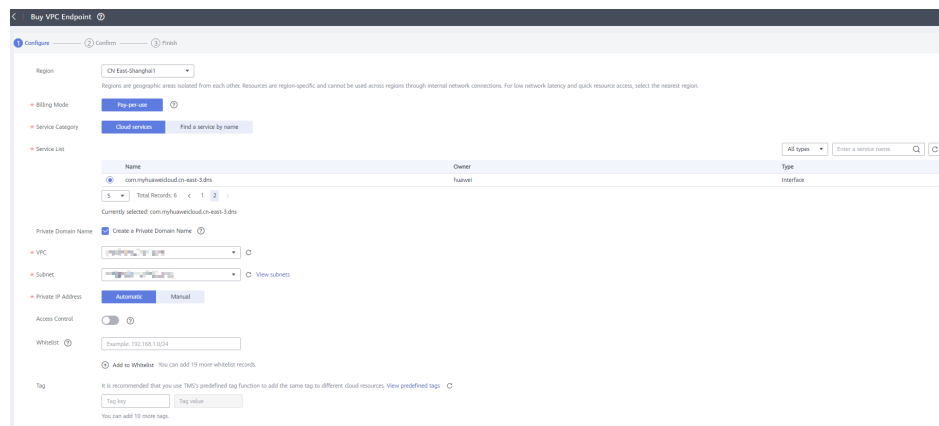 Buy VPC Endpoint
1 Configure 2 Confirm 3 Finish
Region CN East-Shanghai1
Regions are geographic areas isolated from each other. Resources are region-specific and cannot be used across regions through internal network connections. For low network latency and quick resource access, select the nearest region.
* Billing Mode Pay-per-use
* Service Category Cloud services Find a service by name
* Service List All types Enter a service name.
Name Owner Type
com.myhuaweicloud.cn-east-3.dns huawei Interface
5 Total Records: 6 < 1 2 >
Currently selected: com.myhuaweicloud.cn-east-3.dns
Private Domain Name Create a Private Domain Name
* VPC
* Subnet View subnets
* Private IP Address Automatic Manual
Access Control
Whitelist Example: 192.168.1.0/24
Add to Whitelist You can add 19 more whitelist records.
Tag It is recommended that you use TMS's predefined tag function to add the same tag to different cloud resources. View predefined tags
Tag key Tag value
You can add 10 more tags.